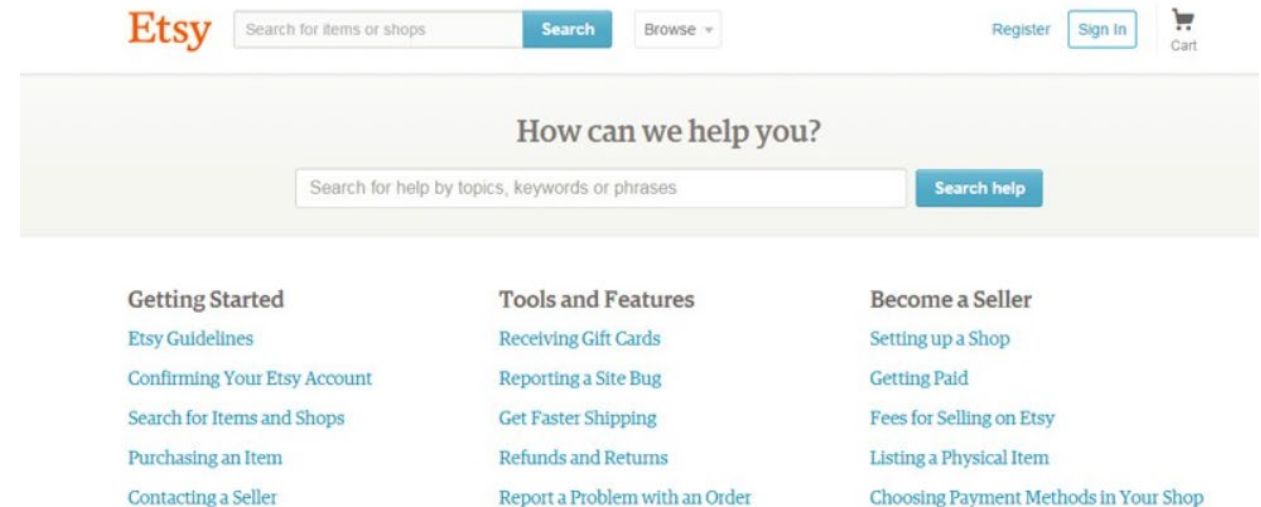 Etsy
Search for items or shops
Search
Browse
Register
Sign In
Cart
How can we help you?
Search for help by topics, keywords or phrases
Search help
Getting Started
Etsy Guidelines
Confirming Your Etsy Account
Search for Items and Shops
Purchasing an Item
Contacting a Seller
Tools and Features
Receiving Gift Cards
Reporting a Site Bug
Get Faster Shipping
Refunds and Returns
Report a Problem with an Order
Become a Seller
Setting up a Shop
Getting Paid
Fees for Selling on Etsy
Listing a Physical Item
Choosing Payment Methods in Your Shop